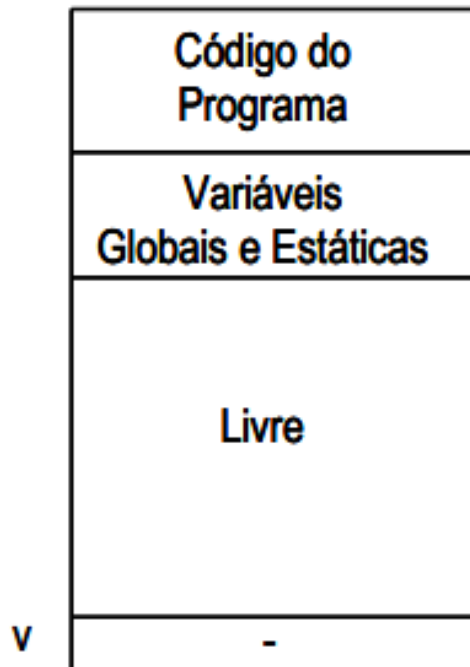 Código do
Programa
Variáveis
Globais e Estáticas
Livre
v -